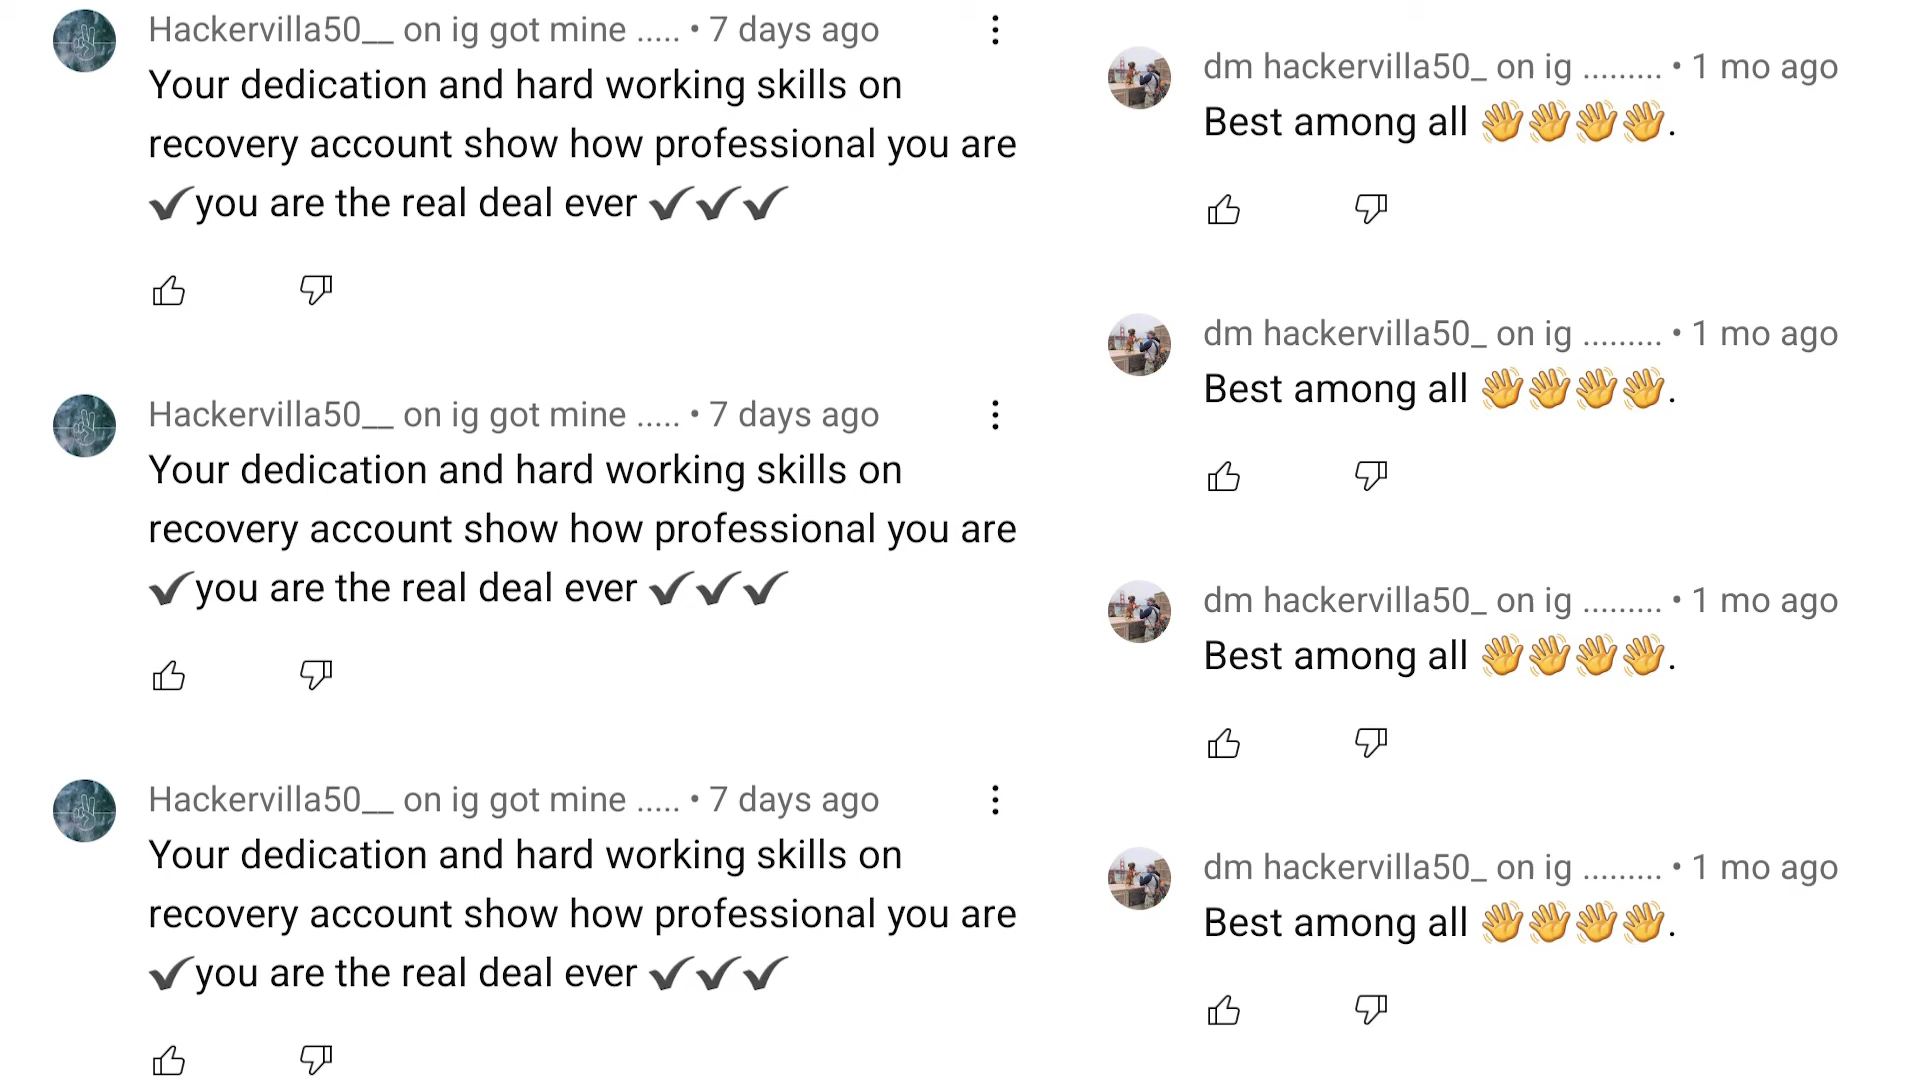 Hackervilla50__ on ig got mine ..... • 7 days ago
Your dedication and hard working skills on
recovery account show how professional you are
✔you are the real deal ever ✔✔✔
Hackervilla50__ on ig got mine ..... • 7 days ago
Your dedication and hard working skills on
recovery account show how professional you are
✔you are the real deal ever ✔✔✔
Hackervilla50__ on ig got mine ..... • 7 days ago
Your dedication and hard working skills on
recovery account show how professional you are
✔you are the real deal ever ✔✔✔
dm hackervilla50_ on ig ......... • 1 mo ago
Best among all 👋👋👋👋.
dm hackervilla50_ on ig ......... • 1 mo ago
Best among all 👋👋👋👋.
dm hackervilla50_ on ig ......... • 1 mo ago
Best among all 👋👋👋👋.
dm hackervilla50_ on ig ......... • 1 mo ago
Best among all 👋👋👋👋.